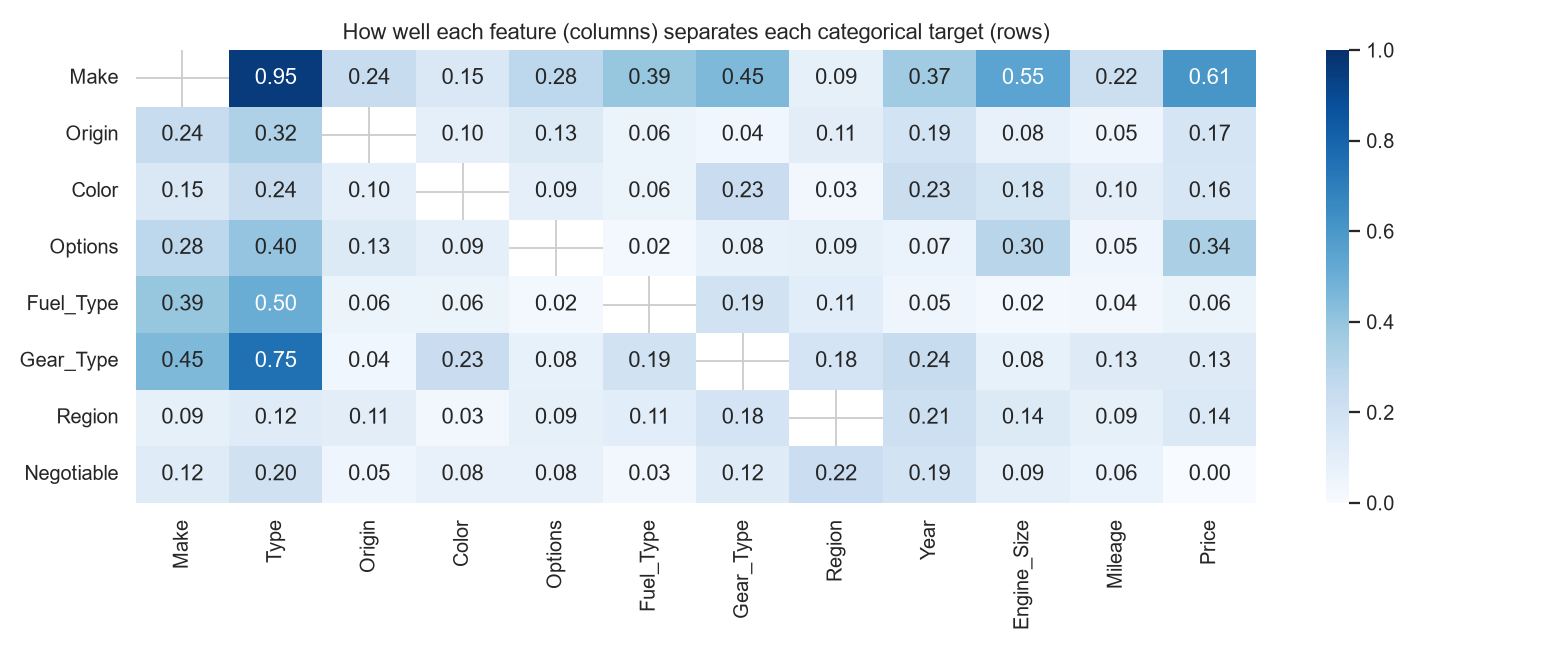 How well each feature (columns) separates each categorical target (rows)
Make 0.95 0.24 0.15 0.28 0.39 0.45 0.09 0.37 0.55 0.22 0.61
Origin 0.24 0.32 0.10 0.13 0.06 0.04 0.11 0.19 0.08 0.05 0.17
Color 0.15 0.24 0.10 0.09 0.06 0.23 0.03 0.23 0.18 0.10 0.16
Options 0.28 0.40 0.13 0.09 0.02 0.08 0.09 0.07 0.30 0.05 0.34
Fuel_Type 0.39 0.50 0.06 0.06 0.02 0.19 0.11 0.05 0.02 0.04 0.06
Gear_Type 0.45 0.75 0.04 0.23 0.08 0.19 0.18 0.24 0.08 0.13 0.13
Region 0.09 0.12 0.11 0.03 0.09 0.11 0.18 0.21 0.14 0.09 0.14
Negotiable 0.12 0.20 0.05 0.08 0.08 0.03 0.12 0.22 0.19 0.09 0.06 0.00
Make Type Origin Color Options Fuel_Type Gear_Type Region Year Engine_Size Mileage Price
1.0
0.8
0.6
0.4
0.2
0.0